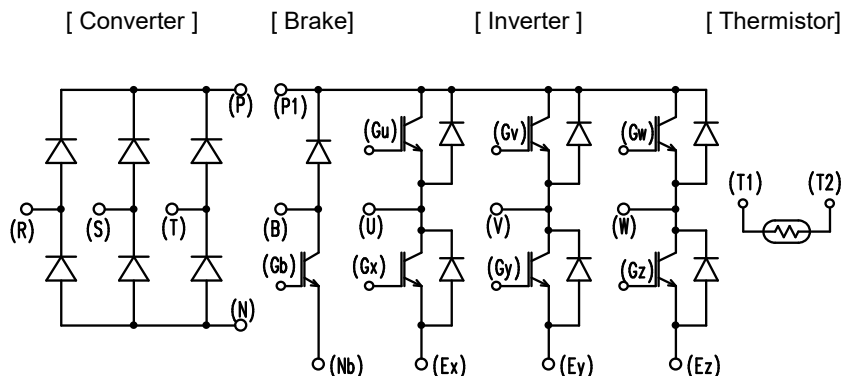 [ Converter ] [ Brake] [ Inverter ] [ Thermistor]
(P) (P1)
(Gu) (Gv) (Gw)
(T1) (T2)
(R) (S) (T) (B) (U) (V) (W)
(Gb) (Gx) (Gy) (Gz)
(N)
(Nb) (Ex) (Ey) (Ez)